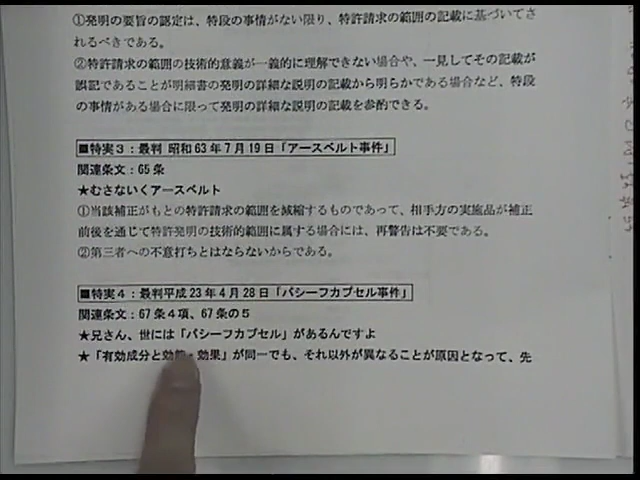 ①発明の要旨の認定は、特段の事情がない限り、特許請求の範囲の記載に基づいてさ
れるべきである。
②特許請求の範囲の技術的意義が一義的に理解できない場合や、一見してその記載が
誤記であることが明細書の発明の詳細な説明の記載から明らかである場合など、特段
の事情がある場合に限って発明の詳細な説明の記載を参酌できる。
■特実3:最判 昭和63年7月19日「アースベルト事件」
関連条文:65条
★むさないくアースベルト
①当該補正がもとの特許請求の範囲を減縮するものであって、相手方の実施品が補正
前後を通じて特許発明の技術的範囲に属する場合には、再警告は不要である。
②第三者への不意打ちとはならないからである。
■特実4:最判平成23年4月28日「パシーフカプセル事件」
関連条文:67条4項、67条の5
★兄さん、世には「パシーフカプセル」があるんですよ
★「有効成分と効能・効果」が同一でも、それ以外が異なることが原因となって、先